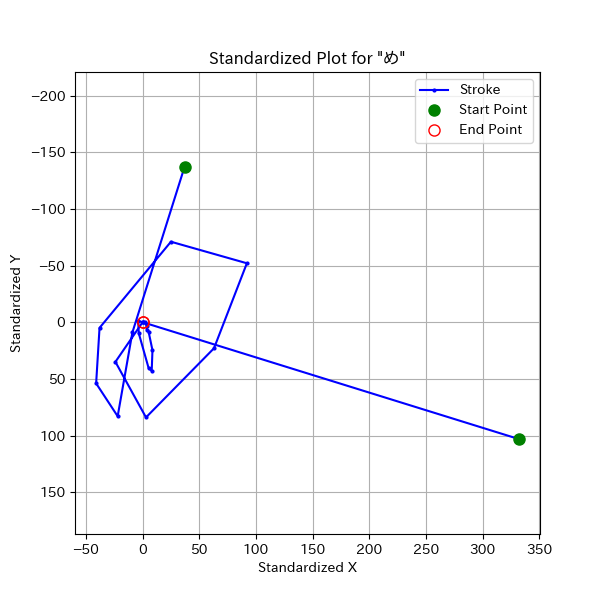 Standardized Plot for "め"
Stroke
Start Point
End Point
Standardized Y
-200
-150
-100
-50
0
50
100
150
-50 0 50 100 150 200 250 300 350
Standardized X